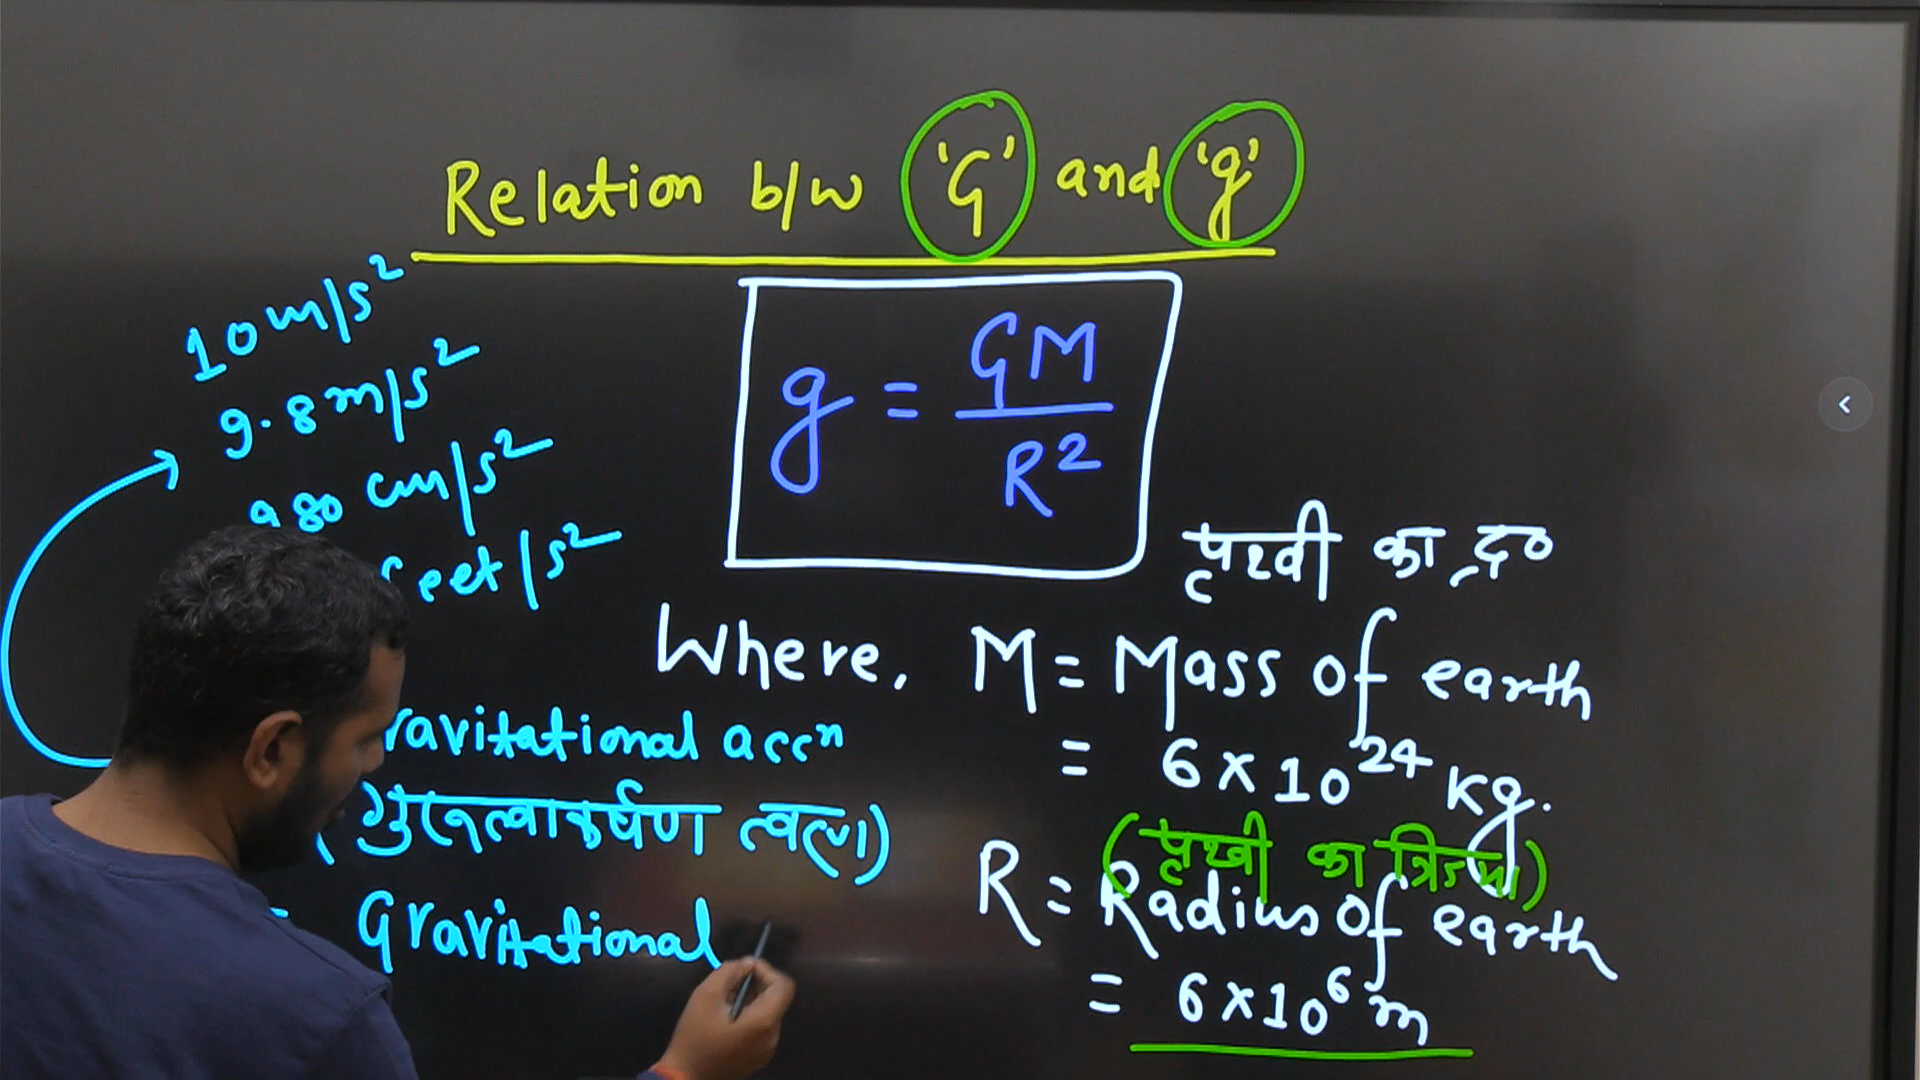 Relation b/w 'G' and 'g'
g = GM / R²
10 m/s²
9.8 m/s²
980 cm/s²
feet/s²
पृथ्वी का द्र०
Where, M = Mass of earth
= 6 × 10²⁴ kg.
(पृथ्वी का त्रिज्या)
R = Radius of earth
= 6 × 10⁶ m
ravitational accⁿ
(गुरूत्वाकर्षण त्वरण)
Gravitational